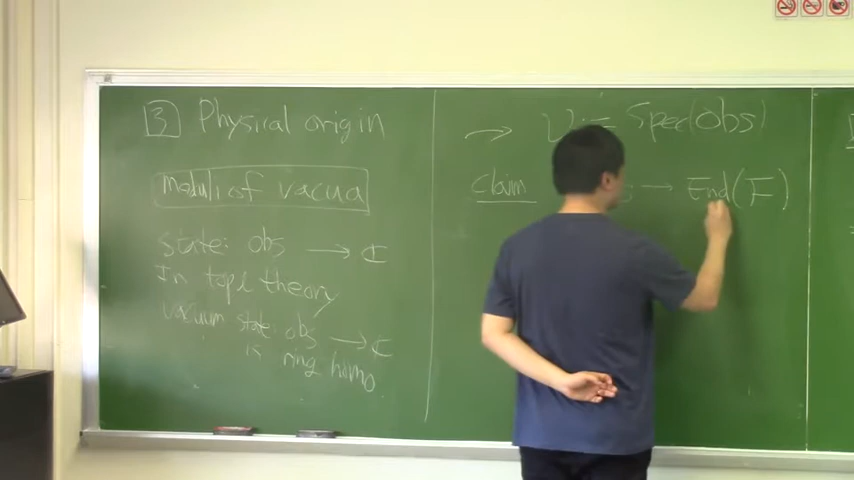 3 Physical origin
moduli of vacua
state: obs → ℂ
In topl theory
vacuum state: obs → ℂ
is ring homo
→ V := Spec(Obs)
Claim → End(F)